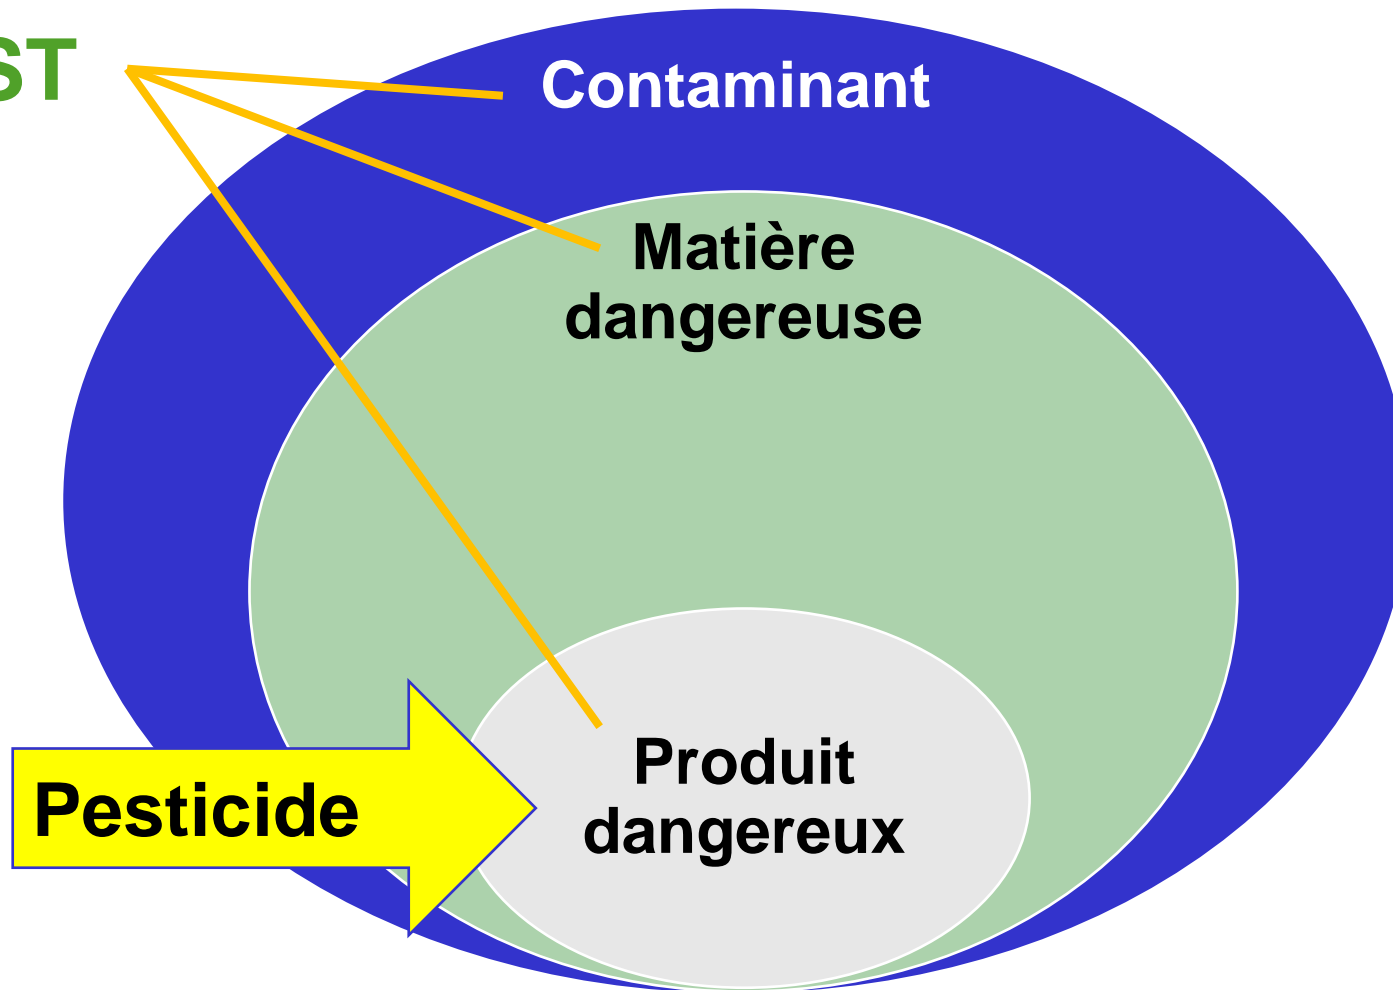 ST
Contaminant
Matière
dangereuse
Produit
dangereux
Pesticide